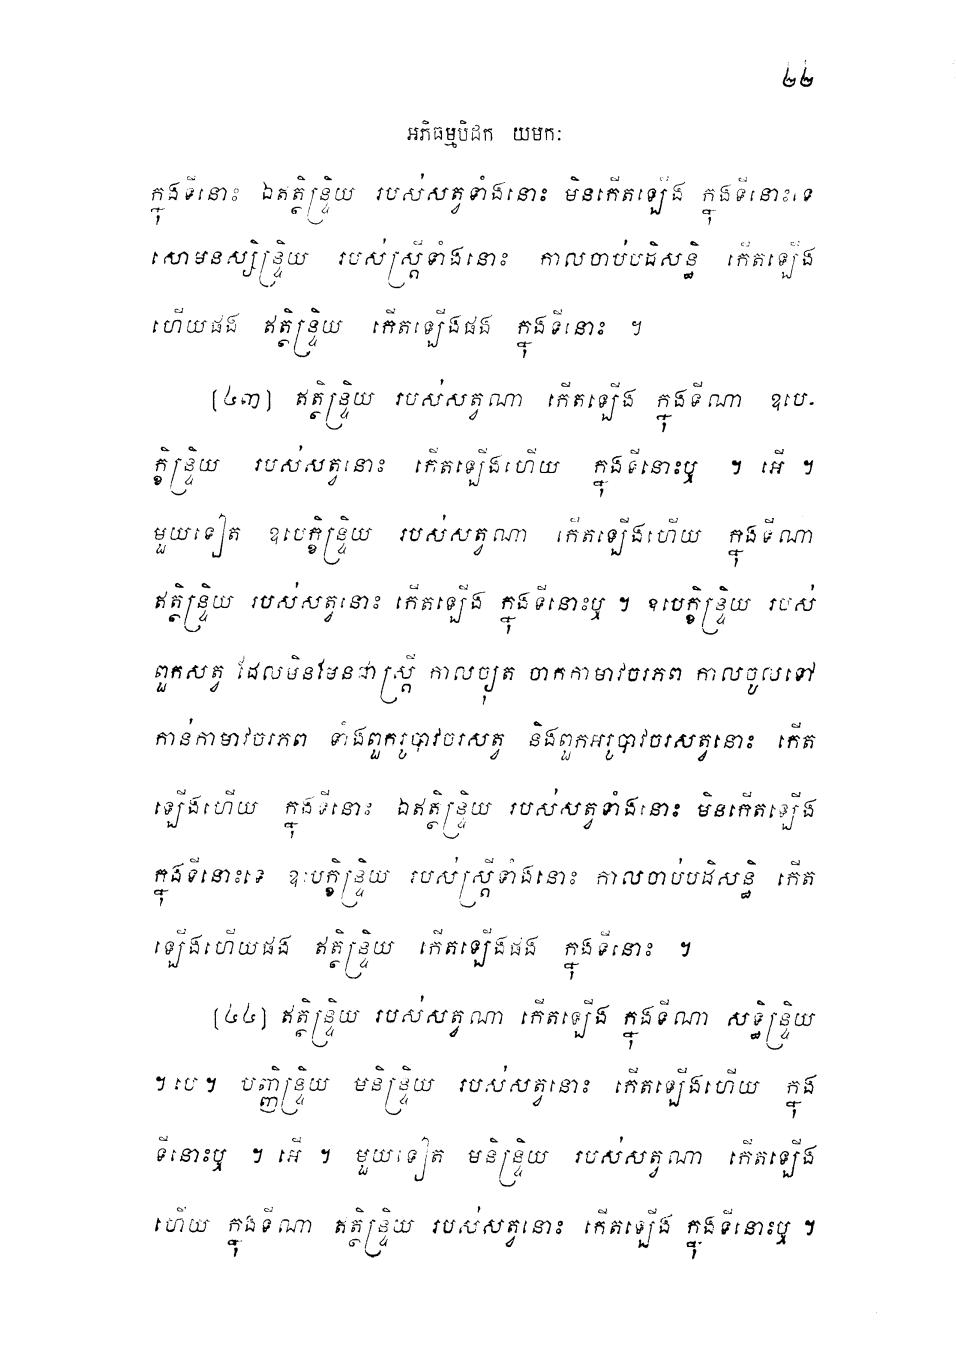 ៤៤
អភិធម្មបិដក យមកៈ
ក្នុងទីនោះ ឯឥត្ថិន្ទ្រិយ របស់សត្វទាំងនោះ មិនកើតឡើង ក្នុងទីនោះទេ
សោមនស្សិន្ទ្រិយ របស់ស្ត្រីទាំងនោះ កាលចាប់បដិសន្ធិ កើតឡើង
ហើយផង ឥត្ថិន្ទ្រិយ កើតឡើងផង ក្នុងទីនោះ ។
(៤៣) ឥត្ថិន្ទ្រិយ របស់សត្វណា កើតឡើង ក្នុងទីណា ឧបេ-
ក្ខិន្ទ្រិយ របស់សត្វនោះ កើតឡើងហើយ ក្នុងទីនោះឬ ។ អើ ។
មួយទៀត ឧបេក្ខិន្ទ្រិយ របស់សត្វណា កើតឡើងហើយ ក្នុងទីណា
ឥត្ថិន្ទ្រិយ របស់សត្វនោះ កើតឡើង ក្នុងទីនោះឬ ។ ឧបេក្ខិន្ទ្រិយ របស់
ពួកសត្វ ដែលមិនមែនជាស្ត្រី កាលច្យុត ចាកកាមាវចរភព កាលចូលទៅ
កាន់កាមាវចរភព ទាំងពួករូបាវចរសត្វ និងពួកអរូបាវចរសត្វនោះ កើត
ឡើងហើយ ក្នុងទីនោះ ឯឥត្ថិន្ទ្រិយ របស់សត្វទាំងនោះ មិនកើតឡើង
ក្នុងទីនោះទេ ឧបេក្ខិន្ទ្រិយ របស់ស្ត្រីទាំងនោះ កាលចាប់បដិសន្ធិ កើត
ឡើងហើយផង ឥត្ថិន្ទ្រិយ កើតឡើងផង ក្នុងទីនោះ ។
(៤៤) ឥត្ថិន្ទ្រិយ របស់សត្វណា កើតឡើង ក្នុងទីណា សទ្ធិន្ទ្រិយ
។ បេ ។ បញ្ញិន្ទ្រិយ មនិន្ទ្រិយ របស់សត្វនោះ កើតឡើងហើយ ក្នុង
ទីនោះឬ ។ អើ ។ មួយទៀត មនិន្ទ្រិយ របស់សត្វណា កើតឡើង
ហើយ ក្នុងទីណា ឥត្ថិន្ទ្រិយ របស់សត្វនោះ កើតឡើង ក្នុងទីនោះឬ ។